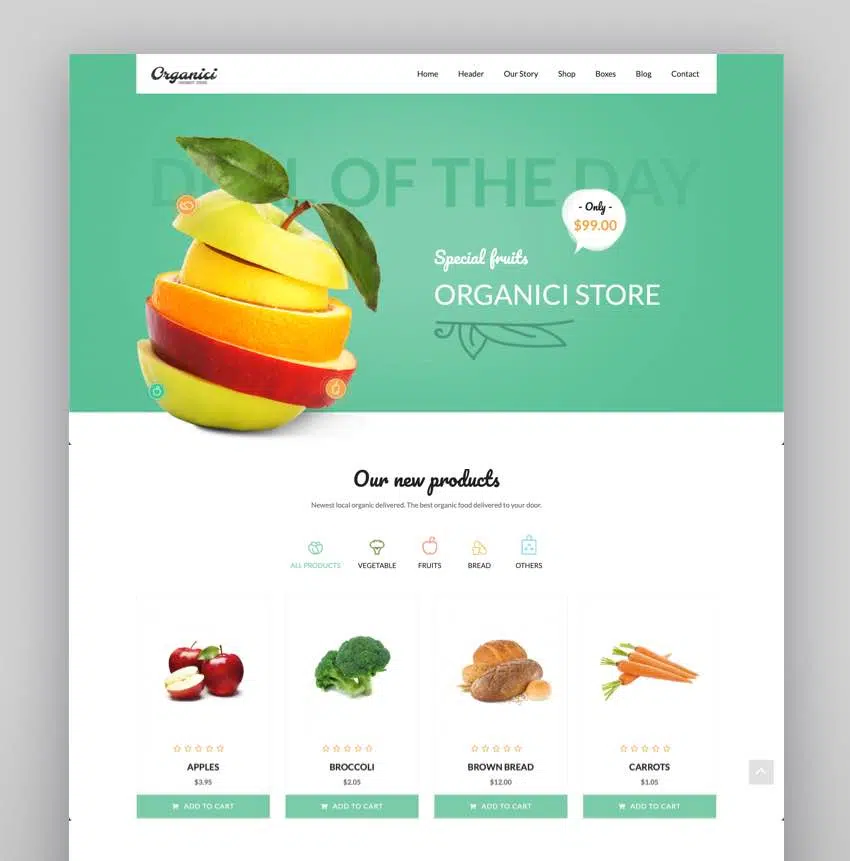 Organici
Home Header Our Story Shop Boxes Blog Contact
DEAL OF THE DAY
- Only -
$99.00
Special fruits
ORGANICI STORE
Our new products
Newest local organic delivered. The best organic food delivered to your door.
ALL PRODUCTS VEGETABLE FRUITS BREAD OTHERS
APPLES BROCCOLI BROWN BREAD CARROTS
$3.95 $2.05 $12.00 $1.05
ADD TO CART ADD TO CART ADD TO CART ADD TO CART